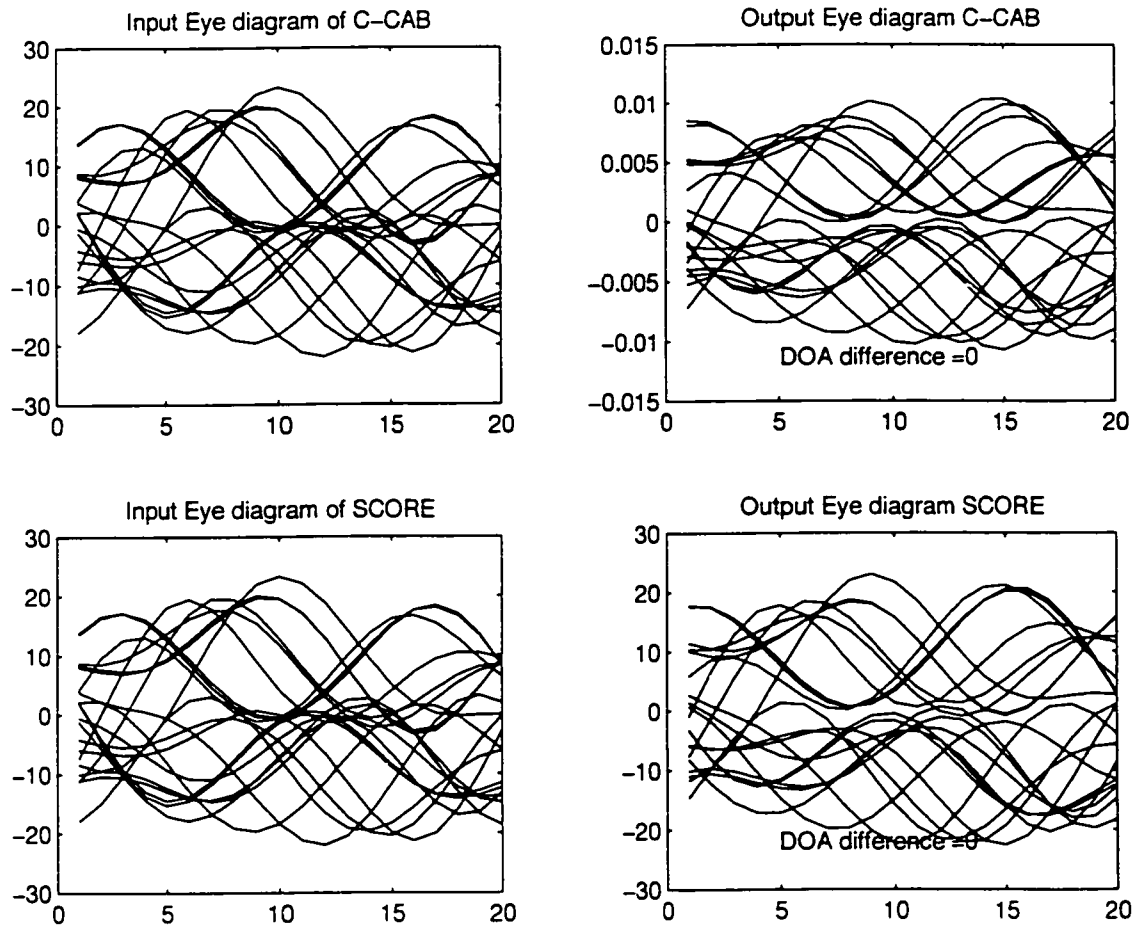 Input Eye diagram of C-CAB
30
20
10
0
-10
-20
-30
0 5 10 15 20
Output Eye diagram C-CAB
0.015
0.01
0.005
0
-0.005
-0.01
-0.015
DOA difference =0
0 5 10 15 20
Input Eye diagram of SCORE
30
20
10
0
-10
-20
-30
0 5 10 15 20
Output Eye diagram SCORE
30
20
10
0
-10
-20
-30
DOA difference =0
0 5 10 15 20